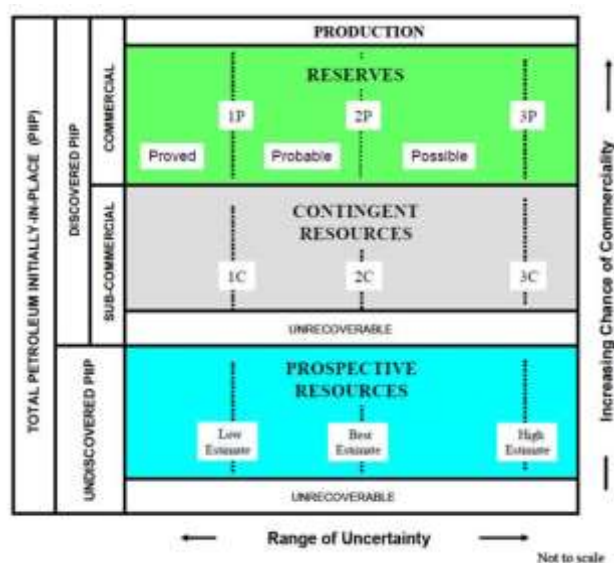 TOTAL PETROLEUM INITIALLY-IN-PLACE (PIIP)
DISCOVERED PIIP
UNDISCOVERED PIIP
COMMERCIAL
SUB-COMMERCIAL
PRODUCTION
RESERVES
1P 2P 3P
Proved Probable Possible
CONTINGENT
RESOURCES
1C 2C 3C
UNRECOVERABLE
PROSPECTIVE
RESOURCES
Low Best High
Estimate Estimate Estimate
UNRECOVERABLE
Increasing Chance of Commerciality
Range of Uncertainty
Not to scale